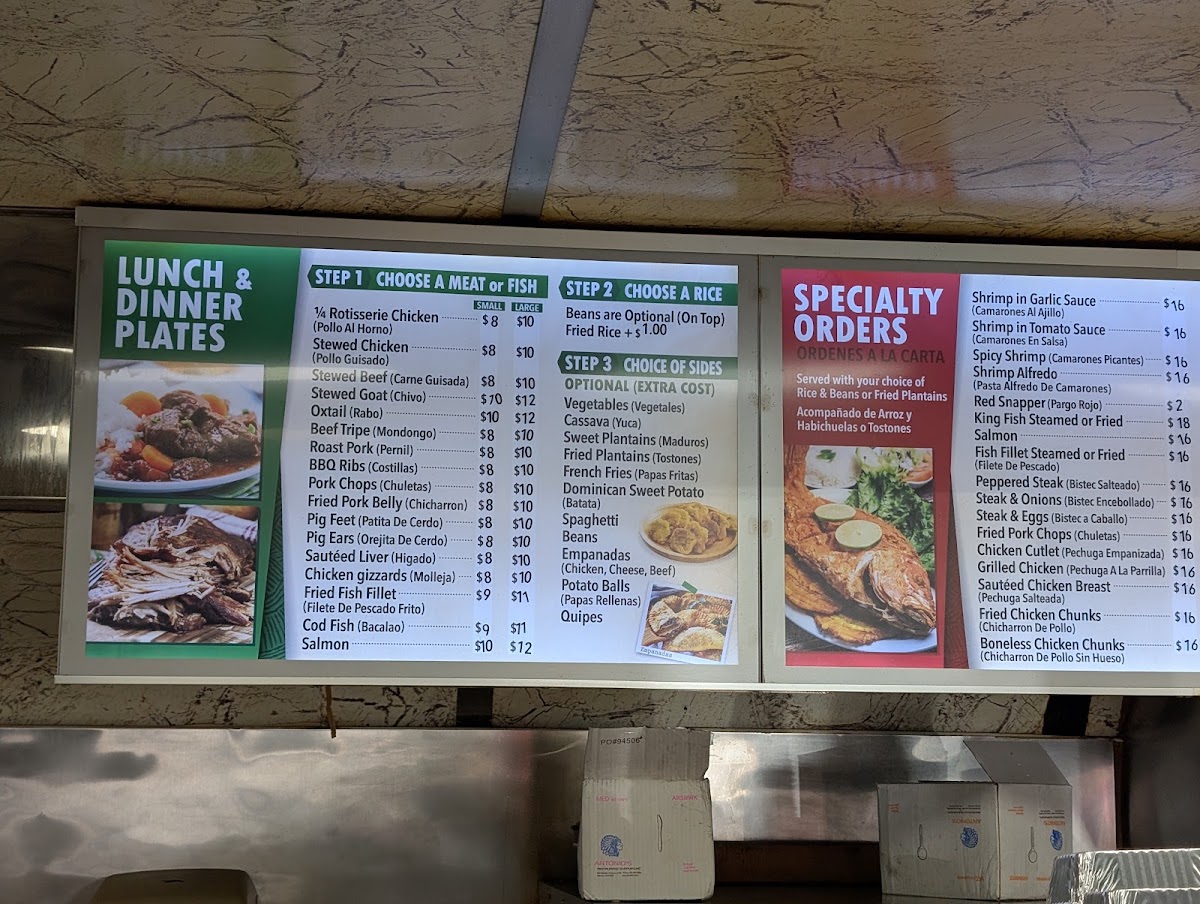 LUNCH &
DINNER
PLATES
STEP 1 CHOOSE A MEAT or FISH
SMALL LARGE
¼ Rotisserie Chicken $8 $10
(Pollo Al Horno)
Stewed Chicken $8 $10
(Pollo Guisado)
Stewed Beef (Carne Guisada) $8 $10
Stewed Goat (Chivo) $10 $12
Oxtail (Rabo) $10 $12
Beef Tripe (Mondongo) $8 $10
Roast Pork (Pernil) $8 $10
BBQ Ribs (Costillas) $8 $10
Pork Chops (Chuletas) $8 $10
Fried Pork Belly (Chicharron) $8 $10
Pig Feet (Patita De Cerdo) $8 $10
Pig Ears (Orejita De Cerdo) $8 $10
Sautéed Liver (Higado) $8 $10
Chicken gizzards (Molleja) $8 $10
Fried Fish Fillet $9 $11
(Filete De Pescado Frito)
Cod Fish (Bacalao) $9 $11
Salmon $10 $12
STEP 2 CHOOSE A RICE
Beans are Optional (On Top)
Fried Rice + $1.00
STEP 3 CHOICE OF SIDES
OPTIONAL (EXTRA COST)
Vegetables (Vegetales)
Cassava (Yuca)
Sweet Plantains (Maduros)
Fried Plantains (Tostones)
French Fries (Papas Fritas)
Dominican Sweet Potato
(Batata)
Spaghetti
Beans
Empanadas
(Chicken, Cheese, Beef)
Potato Balls
(Papas Rellenas)
Quipes
Empanadas
SPECIALTY
ORDERS
ORDENES A LA CARTA
Served with your choice of
Rice & Beans or Fried Plantains
Acompañado de Arroz y
Habichuelas o Tostones
Shrimp in Garlic Sauce $16
(Camarones Al Ajillo)
Shrimp in Tomato Sauce $16
(Camarones En Salsa)
Spicy Shrimp (Camarones Picantes) $16
Shrimp Alfredo $16
(Pasta Alfredo De Camarones)
Red Snapper (Pargo Rojo) $2
King Fish Steamed or Fried $18
Salmon $16
Fish Fillet Steamed or Fried $16
(Filete De Pescado)
Peppered Steak (Bistec Salteado) $16
Steak & Onions (Bistec Encebollado) $16
Steak & Eggs (Bistec a Caballo) $16
Fried Pork Chops (Chuletas) $16
Chicken Cutlet (Pechuga Empanizada) $16
Grilled Chicken (Pechuga A La Parrilla) $16
Sautéed Chicken Breast $16
(Pechuga Salteada)
Fried Chicken Chunks $16
(Chicharron De Pollo)
Boneless Chicken Chunks $16
(Chicharron De Pollo Sin Hueso)
PO#94506
ANTONIO'S